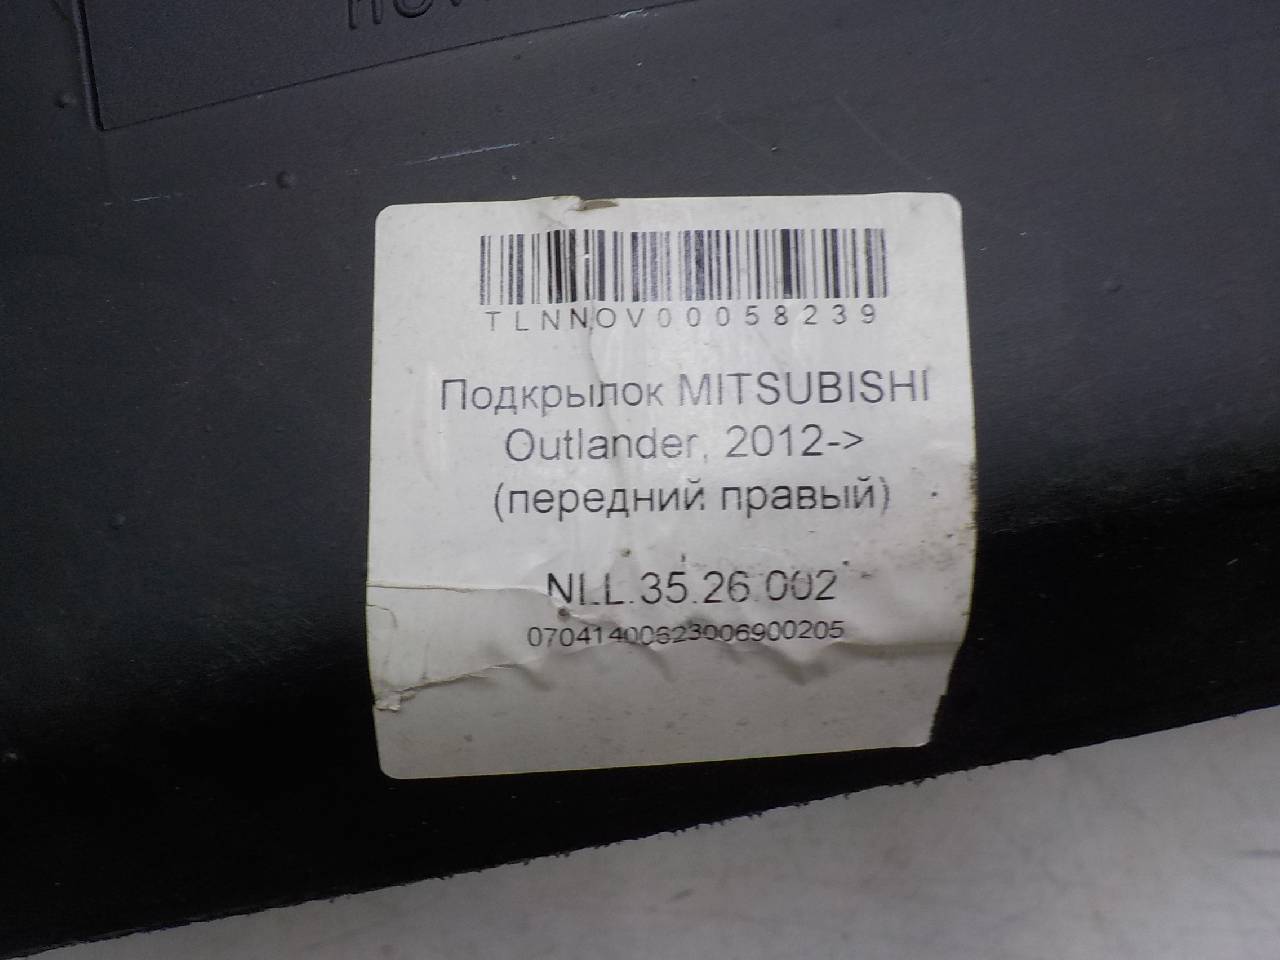 TLNNOV00058239
Подкрылок MITSUBISHI
Outlander, 2012->
(передний правый)
NLL.35.26.002
07041400623006900205